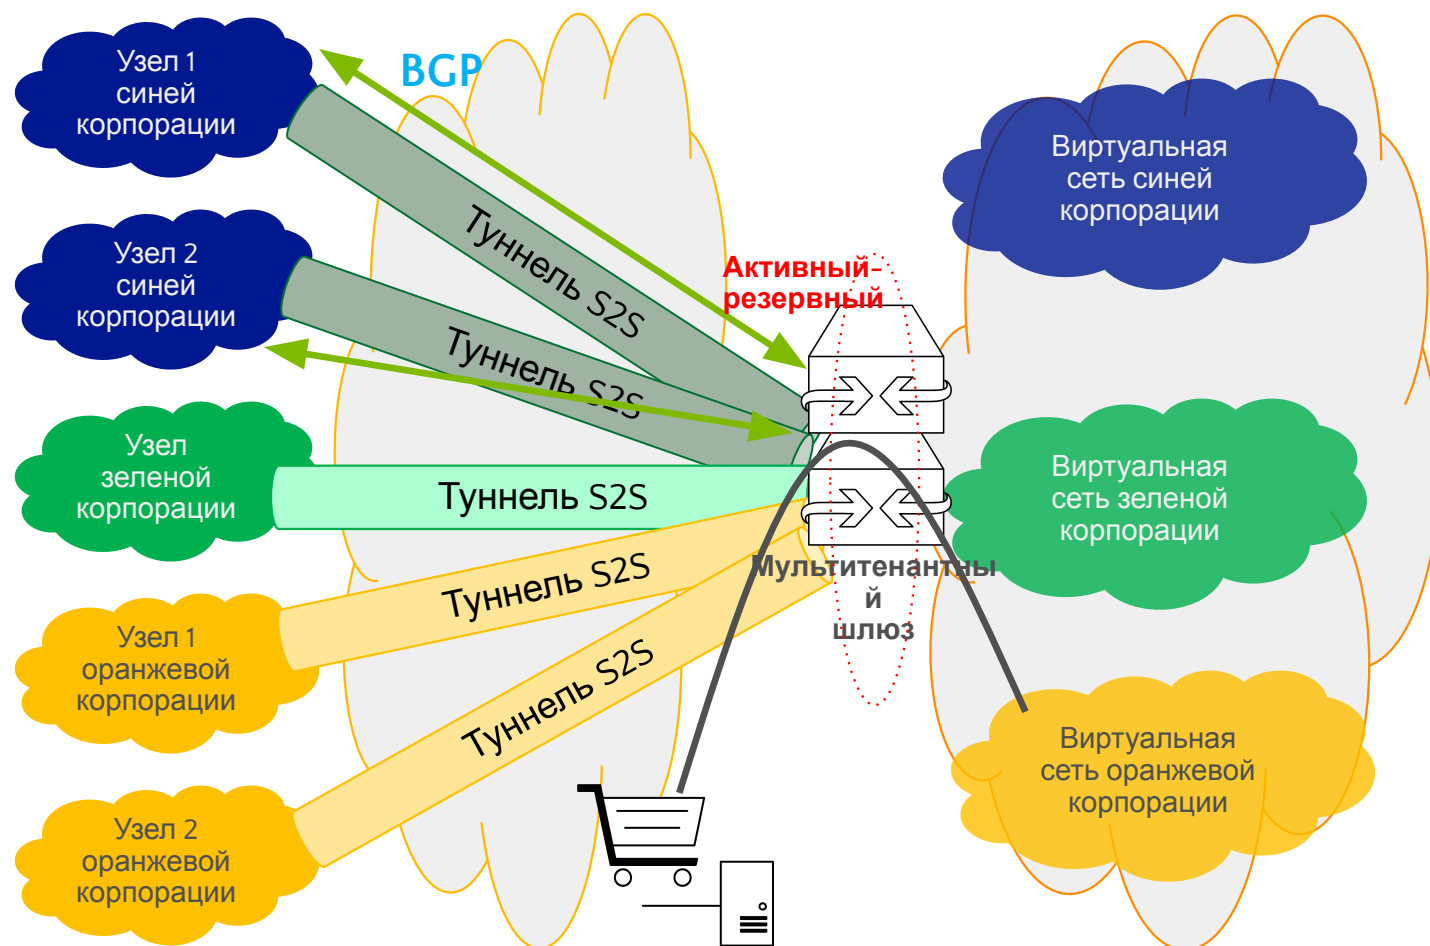 Узел 1
синей
корпорации
BGP
Туннель S2S
Узел 2
синей
корпорации
Туннель S2S
Активный-
резервный
Узел
зеленой
корпорации
Туннель S2S
Узел 1
оранжевой
корпорации
Туннель S2S
Узел 2
оранжевой
корпорации
Туннель S2S
Мультитенантны
й
шлюз
Виртуальная
сеть синей
корпорации
Виртуальная
сеть зеленой
корпорации
Виртуальная
сеть оранжевой
корпорации